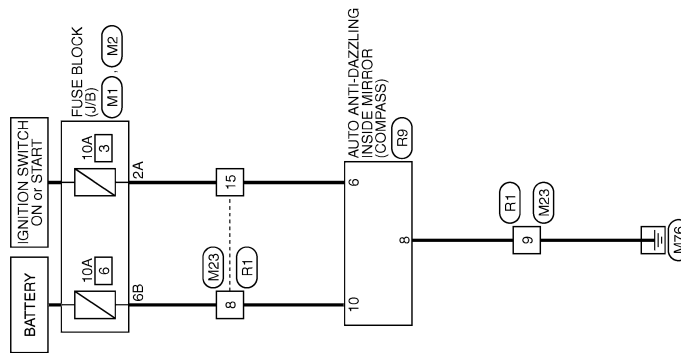 BATTERY
IGNITION SWITCH
ON or START
10A
6
10A
3
FUSE BLOCK
(J/B)
M1
,
M2
6B
2A
8
M23
R1
15
10
6
AUTO ANTI-DAZZLING
INSIDE MIRROR
(COMPASS)
R9
8
9
R1
M23
M76